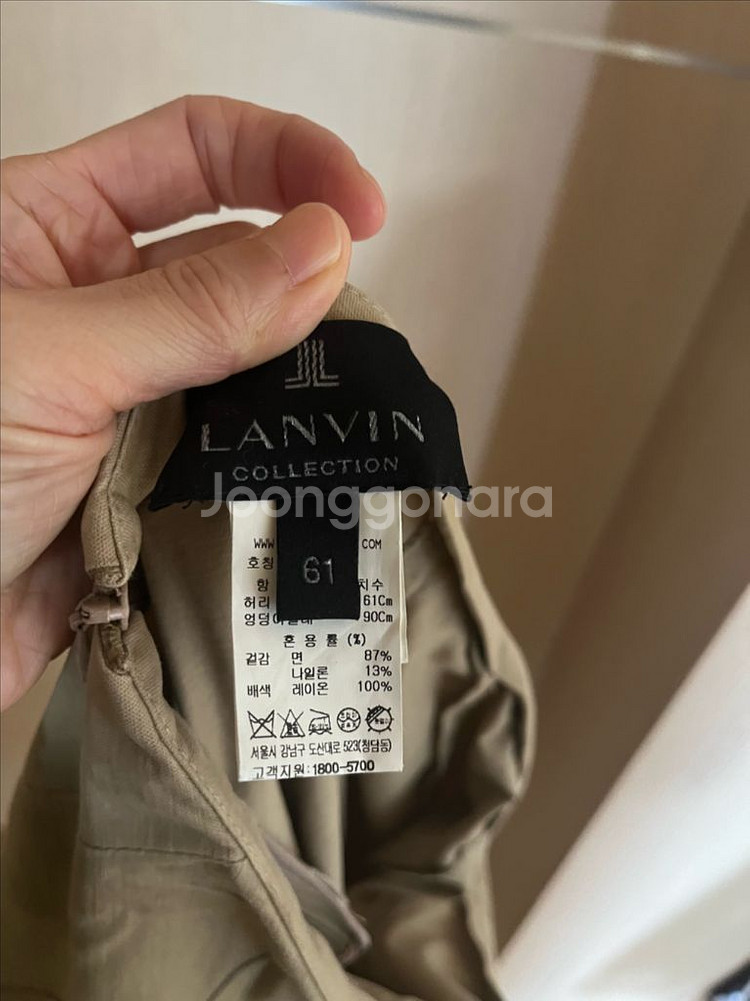 LANVIN
COLLECTION
Joonggonara
WWW COM
호칭
61
항 치수
허리 61Cm
90Cm
혼용률(%)
겉감 면 87%
나일론 13%
배색 레이온 100%
서울시 강남구 도산대로 523(청담동)
고객지원:1800-5700